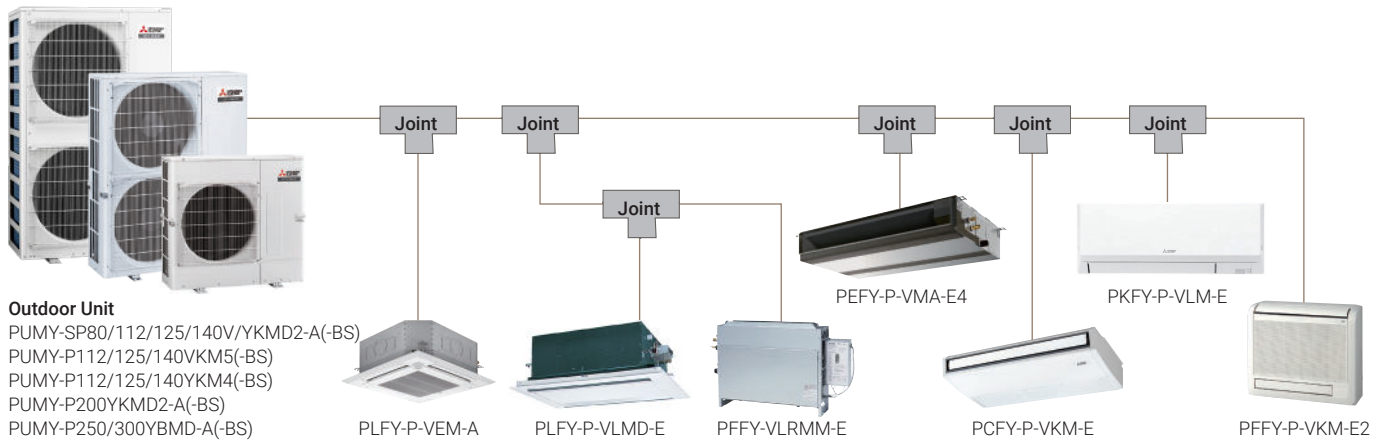 Joint
Joint
Joint
Joint
Joint
Joint
PEFY-P-VMA-E4
PKFY-P-VLM-E
Outdoor Unit
PUMY-SP80/112/125/140V/YKMD2-A(-BS)
PUMY-P112/125/140VKM5(-BS)
PUMY-P112/125/140YKM4(-BS)
PUMY-P200YKMD2-A(-BS)
PUMY-P250/300YBMD-A(-BS)
PLFY-P-VEM-A
PLFY-P-VLMD-E
PFFY-VLRMM-E
PCFY-P-VKM-E
PFFY-P-VKM-E2